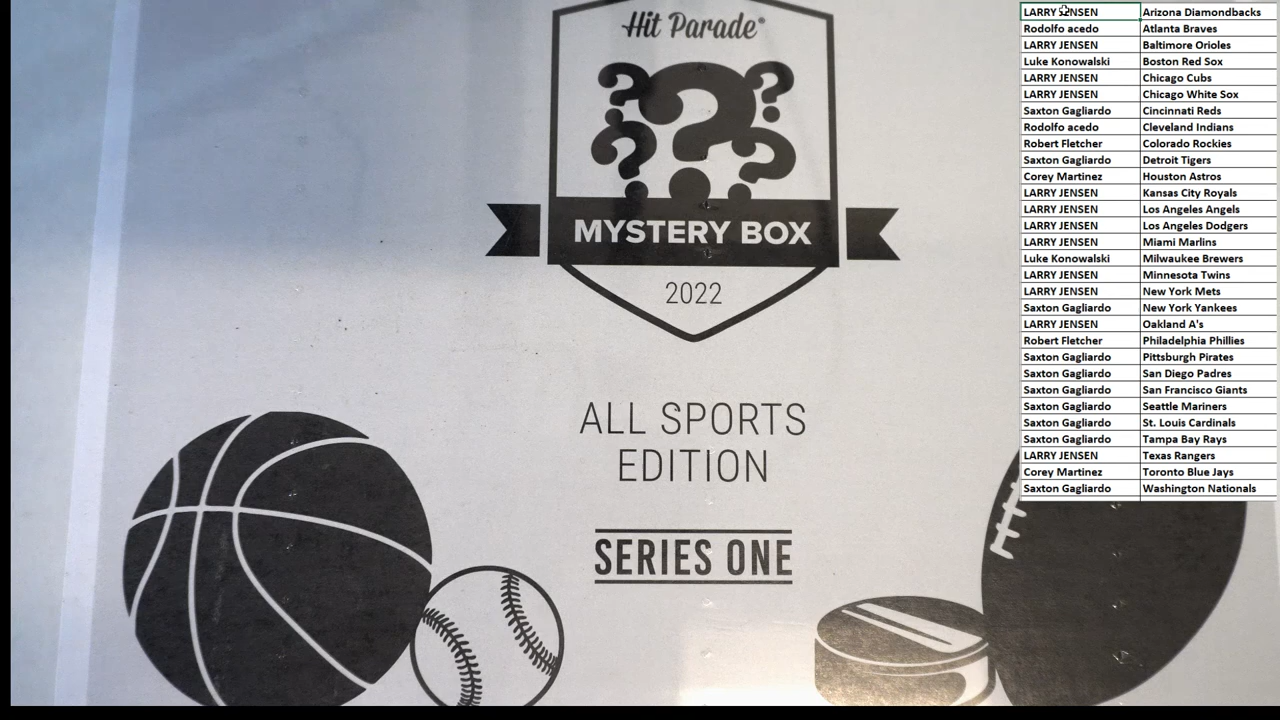 Hit Parade®
MYSTERY BOX
2022
ALL SPORTS
EDITION
SERIES ONE
LARRY JENSEN Arizona Diamondbacks
Rodolfo acedo Atlanta Braves
LARRY JENSEN Baltimore Orioles
Luke Konowalski Boston Red Sox
LARRY JENSEN Chicago Cubs
LARRY JENSEN Chicago White Sox
Saxton Gagliardo Cincinnati Reds
Rodolfo acedo Cleveland Indians
Robert Fletcher Colorado Rockies
Saxton Gagliardo Detroit Tigers
Corey Martinez Houston Astros
LARRY JENSEN Kansas City Royals
LARRY JENSEN Los Angeles Angels
LARRY JENSEN Los Angeles Dodgers
LARRY JENSEN Miami Marlins
Luke Konowalski Milwaukee Brewers
LARRY JENSEN Minnesota Twins
LARRY JENSEN New York Mets
Saxton Gagliardo New York Yankees
LARRY JENSEN Oakland A's
Robert Fletcher Philadelphia Phillies
Saxton Gagliardo Pittsburgh Pirates
Saxton Gagliardo San Diego Padres
Saxton Gagliardo San Francisco Giants
Saxton Gagliardo Seattle Mariners
Saxton Gagliardo St. Louis Cardinals
Saxton Gagliardo Tampa Bay Rays
LARRY JENSEN Texas Rangers
Corey Martinez Toronto Blue Jays
Saxton Gagliardo Washington Nationals